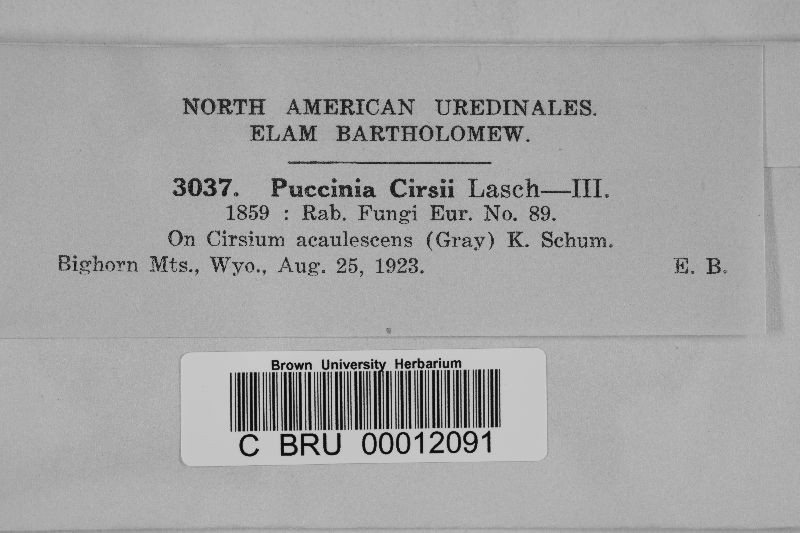 NORTH AMERICAN UREDINALES.
ELAM BARTHOLOMEW.
3037. Puccinia Cirsii Lasch—III.
1859 : Rab. Fungi Eur. No. 89.
On Cirsium acaulescens (Gray) K. Schum.
Bighorn Mts., Wyo., Aug. 25, 1923. E. B.
Brown University Herbarium
C BRU 00012091